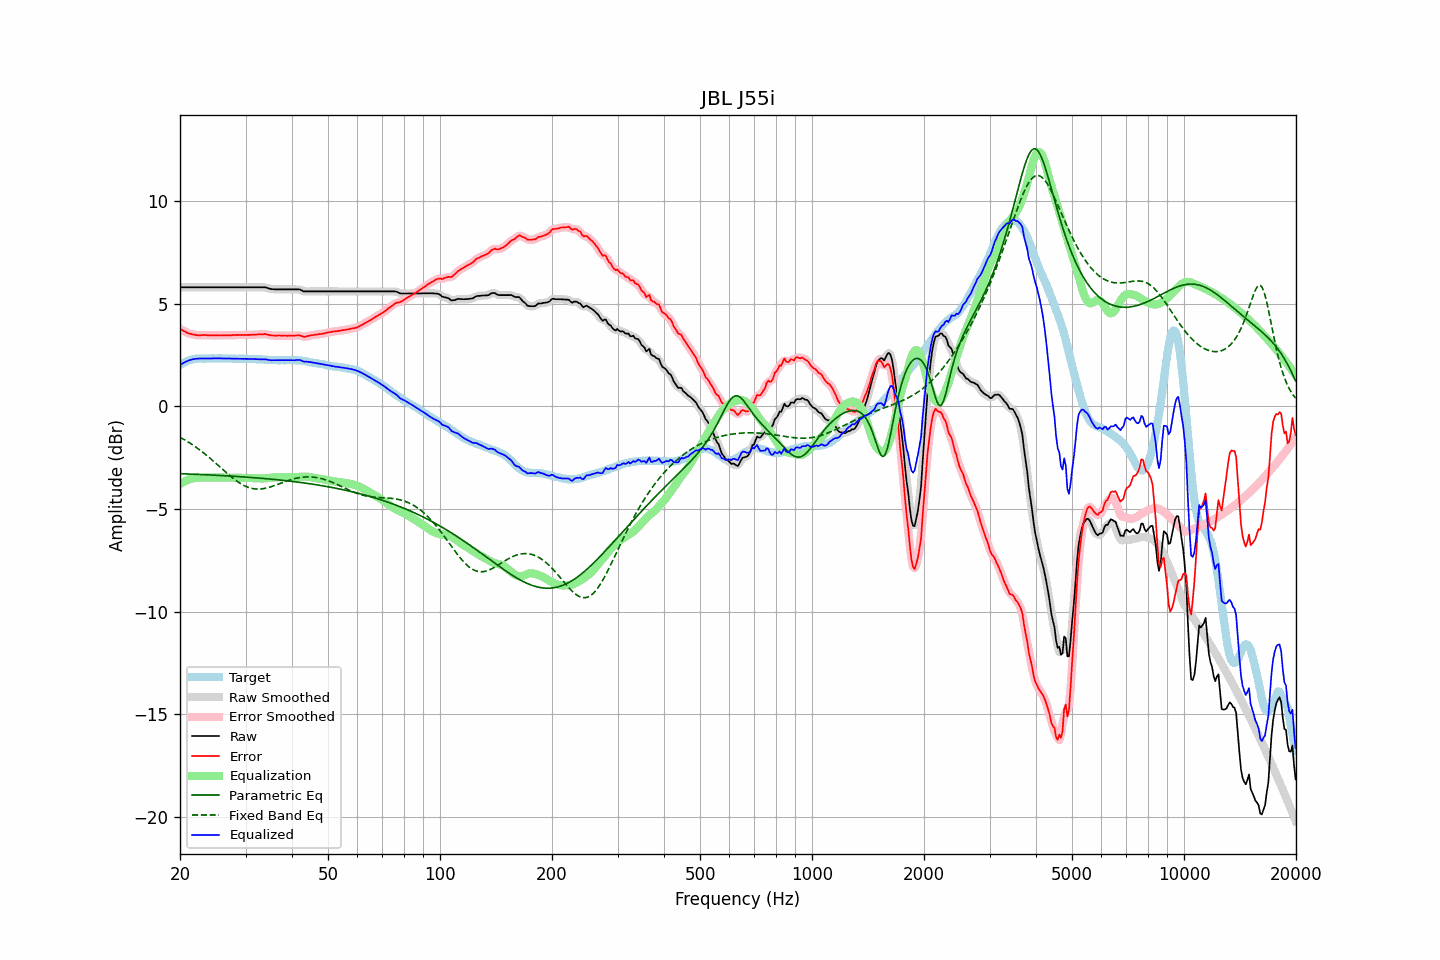 JBL J55i
Amplitude (dBr)
10
5
0
−5
−10
−15
−20
Target
Raw Smoothed
Error Smoothed
Raw
Error
Equalization
Parametric Eq
Fixed Band Eq
Equalized
20 50 100 200 500 1000 2000 5000 10000 20000
Frequency (Hz)